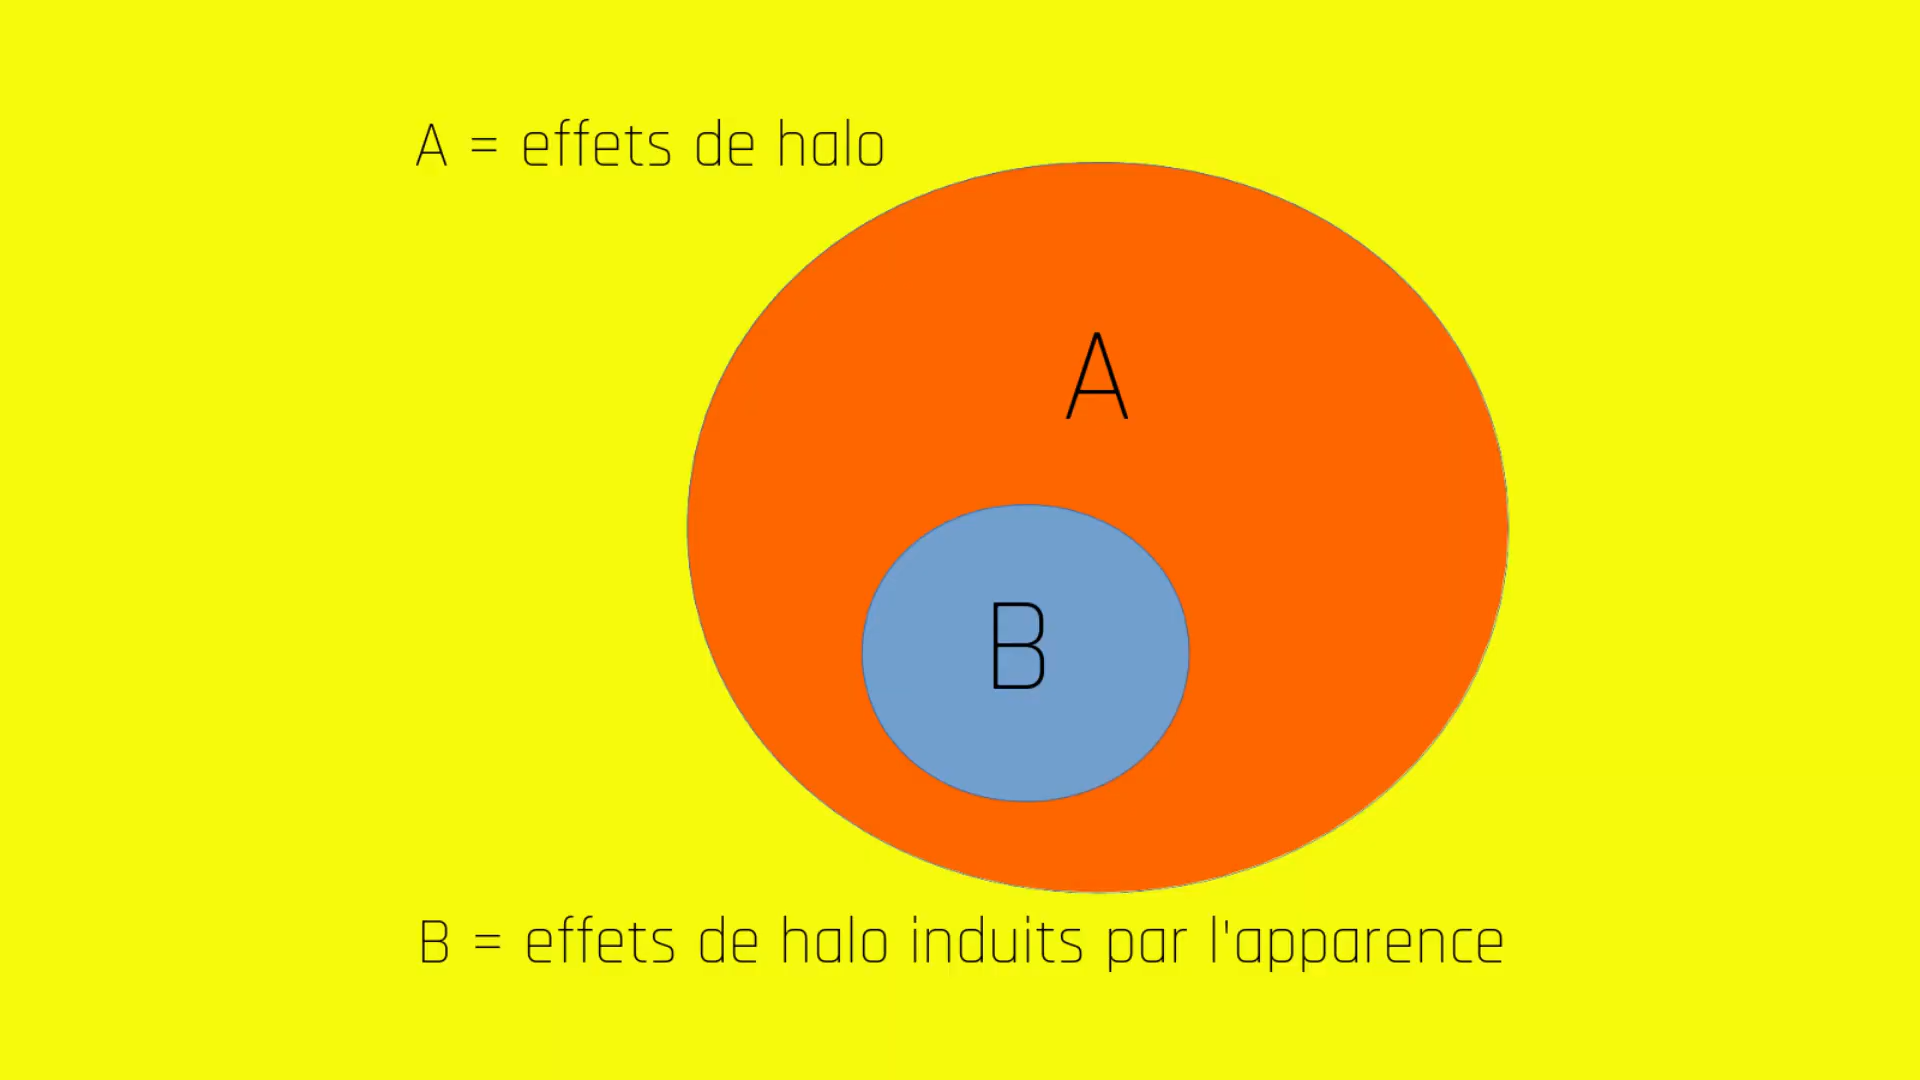 A = effets de halo
A
B
B = effets de halo induits par l'apparence